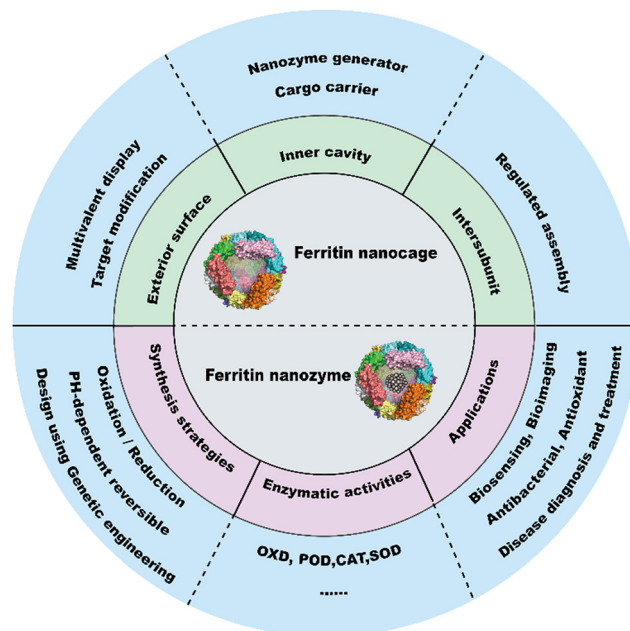 Nanozyme generator
Cargo carrier
Inner cavity
Multivalent display
Target modification
Exterior surface
Regulated assembly
Intersubunit
Ferritin nanocage
Ferritin nanozyme
Synthesis strategies
Oxidation / Reduction
PH-dependent reversible
Design using Genetic engineering
Enzymatic activities
OXD, POD,CAT,SOD
......
Applications
Biosensing, Bioimaging
Antibacterial, Antioxidant
Disease diagnosis and treatment